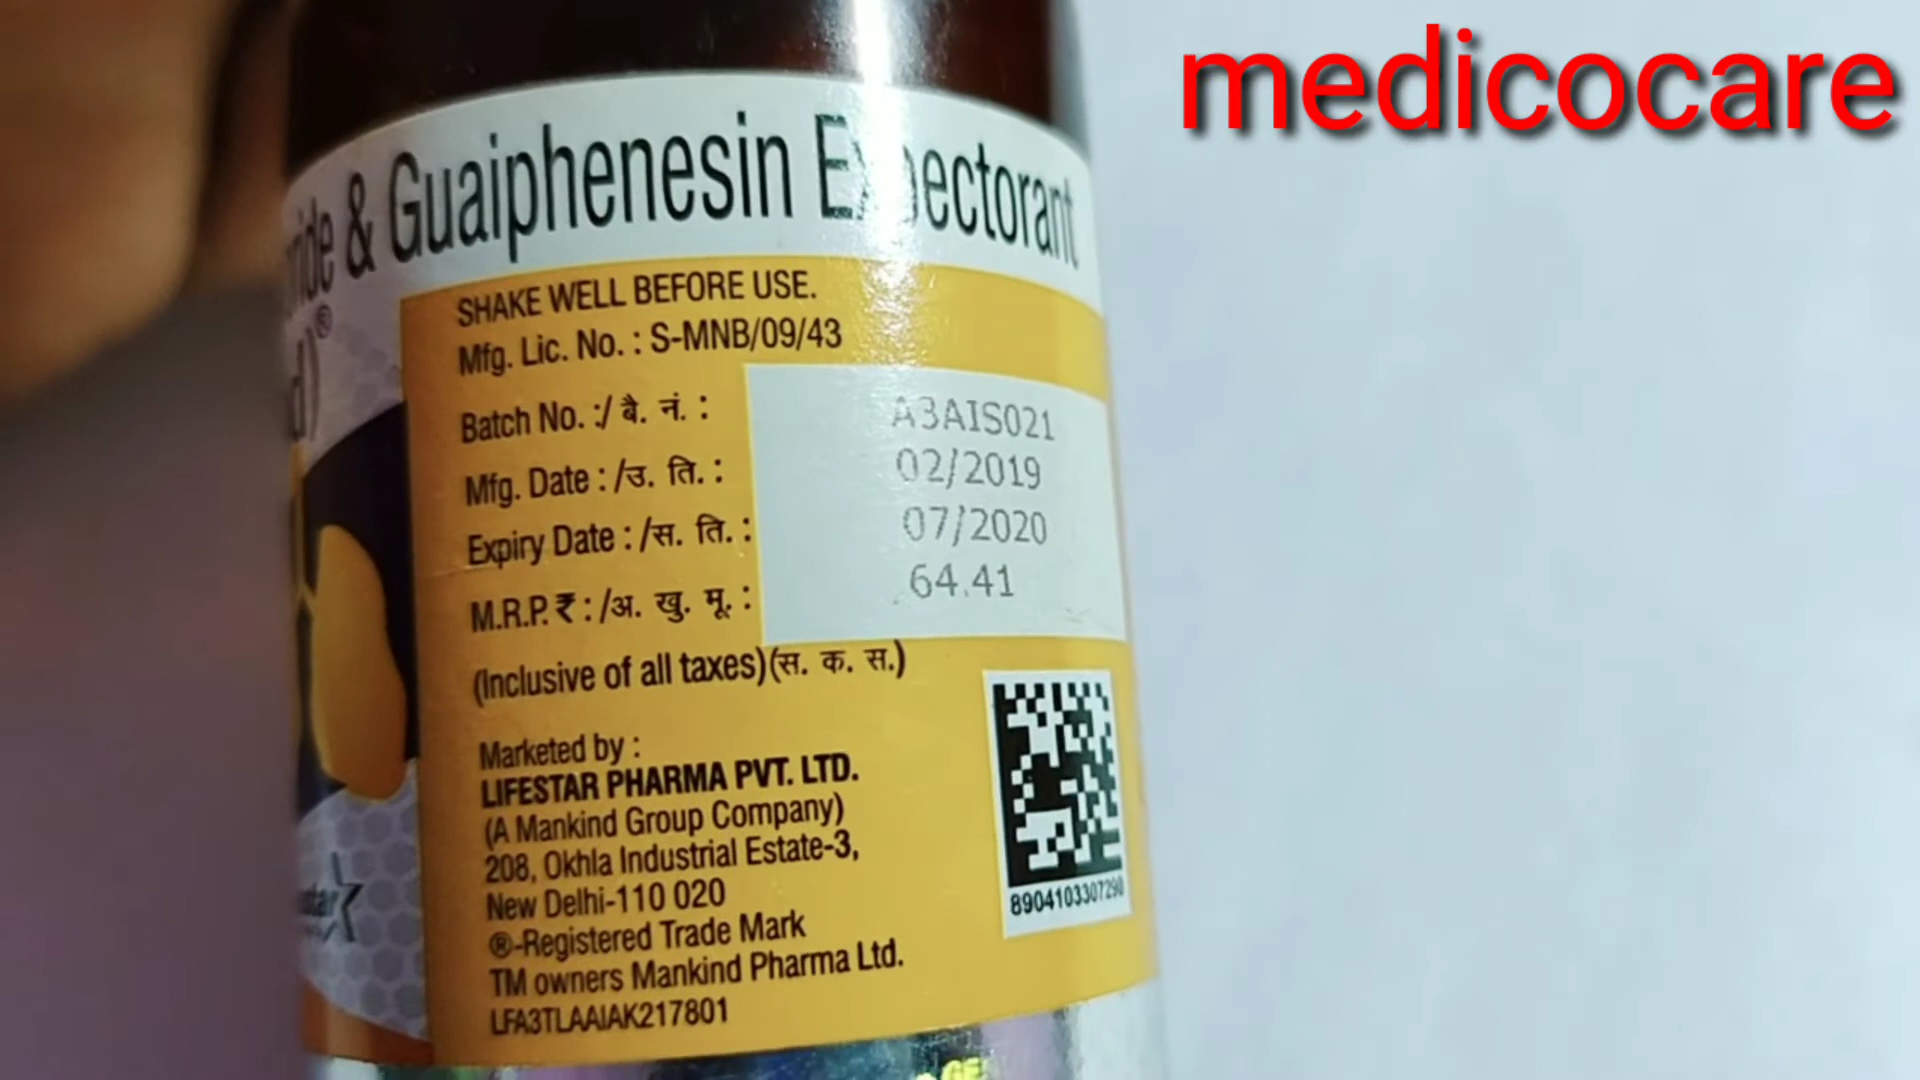 medicocare
& Guaiphenesin Expectorant
SHAKE WELL BEFORE USE.
Mfg. Lic. No. : S-MNB/09/43
Batch No. :/ बै. नं. : A3AIS021
Mfg. Date : /उ. ति. : 02/2019
Expiry Date : /स. ति. : 07/2020
M.R.P. ₹ : /अ. खु. मू. : 64.41
(Inclusive of all taxes)(स. क. स.)
Marketed by :
LIFESTAR PHARMA PVT. LTD.
(A Mankind Group Company)
208, Okhla Industrial Estate-3,
New Delhi-110 020
®-Registered Trade Mark
TM owners Mankind Pharma Ltd.
LFA3TLAAIAK217801
8904103307290